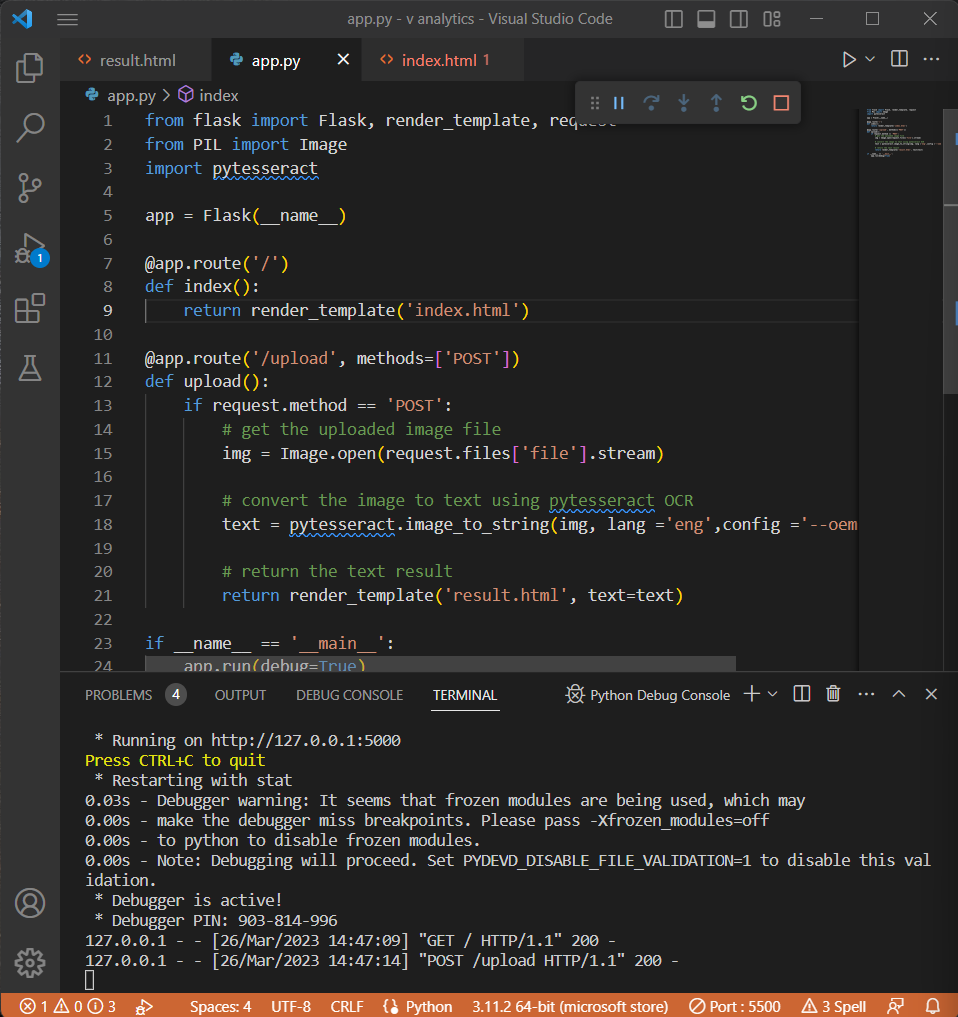 app.py - v analytics - Visual Studio Code
result.html
app.py
index.html 1
app.py > index
1 from flask import Flask, render_template, request
2 from PIL import Image
3 import pytesseract
4
5 app = Flask(__name__)
6
7 @app.route('/')
8 def index():
9 return render_template('index.html')
10
11 @app.route('/upload', methods=['POST'])
12 def upload():
13 if request.method == 'POST':
14 # get the uploaded image file
15 img = Image.open(request.files['file'].stream)
16
17 # convert the image to text using pytesseract OCR
18 text = pytesseract.image_to_string(img, lang ='eng',config ='--oem
19
20 # return the text result
21 return render_template('result.html', text=text)
22
23 if __name__ == '__main__':
24 app.run(debug=True)
PROBLEMS 4 OUTPUT DEBUG CONSOLE TERMINAL Python Debug Console
* Running on http://127.0.0.1:5000
Press CTRL+C to quit
* Restarting with stat
0.03s - Debugger warning: It seems that frozen modules are being used, which may
0.00s - make the debugger miss breakpoints. Please pass -Xfrozen_modules=off
0.00s - to python to disable frozen modules.
0.00s - Note: Debugging will proceed. Set PYDEVD_DISABLE_FILE_VALIDATION=1 to disable this val
idation.
* Debugger is active!
* Debugger PIN: 903-814-996
127.0.0.1 - - [26/Mar/2023 14:47:09] "GET / HTTP/1.1" 200 -
127.0.0.1 - - [26/Mar/2023 14:47:14] "POST /upload HTTP/1.1" 200 -
1
1 0 3 Spaces: 4 UTF-8 CRLF Python 3.11.2 64-bit (microsoft store) Port : 5500 3 Spell